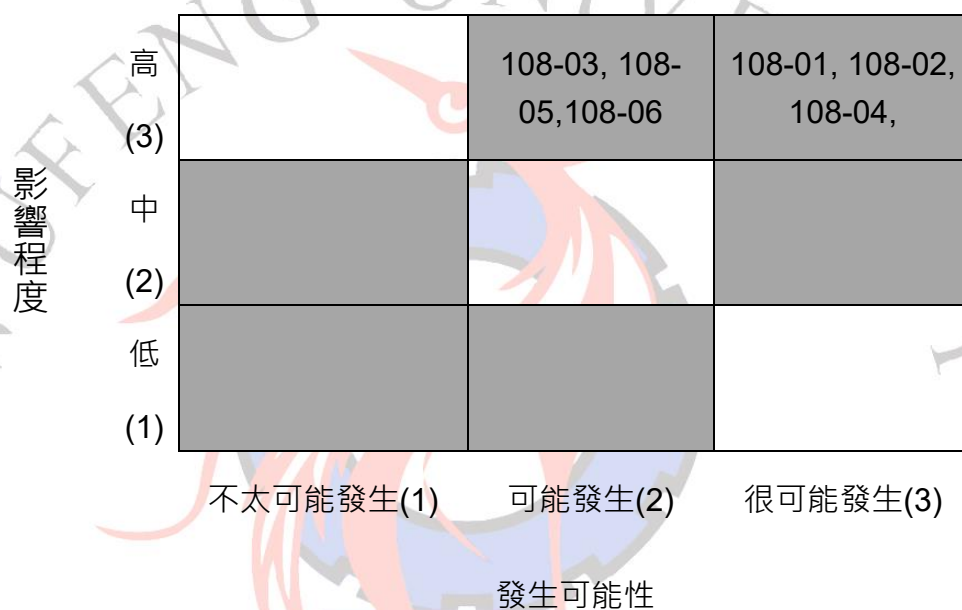 高
(3)
108-03, 108-
05,108-06
108-01, 108-02,
108-04,
影響程度
中
(2)
低
(1)
不太可能發生(1)
可能發生(2)
很可能發生(3)
發生可能性